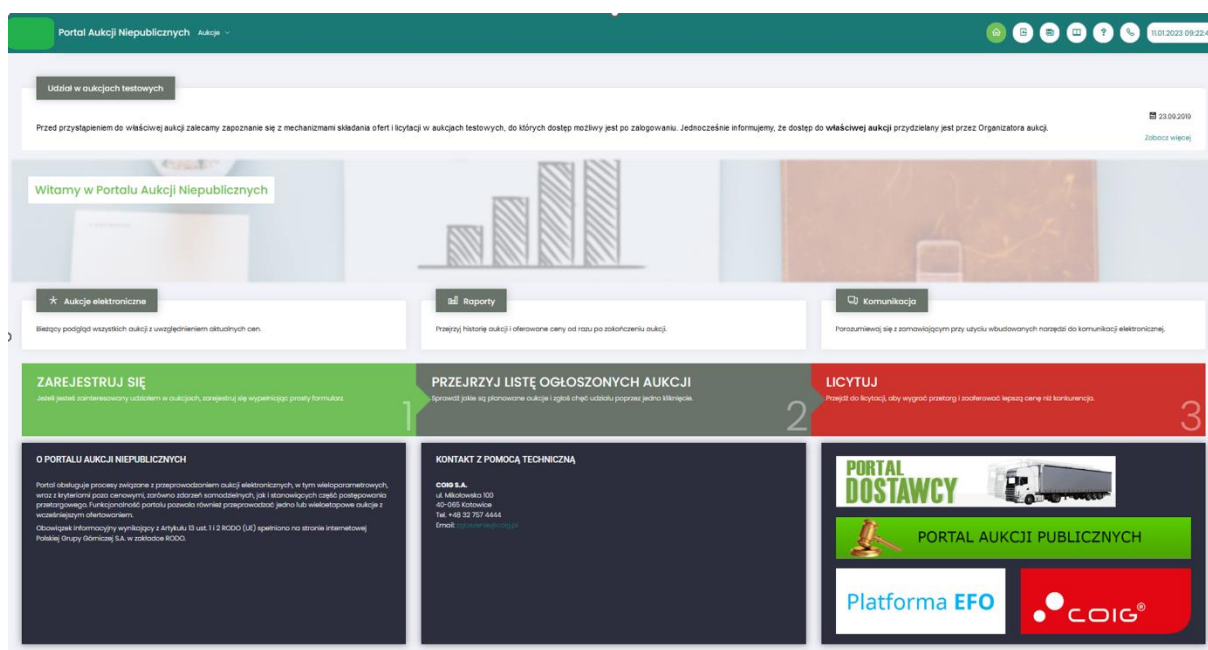 Portal Aukcji Niepublicznych Aukcje
11.01.2023 09:22:4
Udział w aukcjach testowych
Przed przystąpieniem do właściwej aukcji zalecamy zapoznanie się z mechanizmami składania ofert i licytacji w aukcjach testowych, do których dostęp możliwy jest po zalogowaniu. Jednocześnie informujemy, że dostęp do właściwej aukcji przydzielany jest przez Organizatora aukcji.
23.09.2019
Zobacz więcej
Witamy w Portalu Aukcji Niepublicznych
Aukcje elektroniczne
Bieżący podgląd wszystkich aukcji z uwzględnieniem aktualnych cen.
Raporty
Przejrzyj historię aukcji i oferowane ceny od razu po zakończeniu aukcji.
Komunikacja
Porozumiewaj się z zamawiającym przy użyciu wbudowanych narzędzi do komunikacji elektronicznej.
ZAREJESTRUJ SIĘ
Jeżeli jesteś zainteresowany udziałem w aukcjach, zarejestruj się wypełniając prosty formularz.
1
PRZEJRZYJ LISTĘ OGŁOSZONYCH AUKCJI
Sprawdź jakie są planowane aukcje i zgłoś chęć udziału poprzez jedno kliknięcie.
2
LICYTUJ
Przejdź do licytacji, aby wygrać przetarg i zaoferować lepszą cenę niż konkurencja.
3
O PORTALU AUKCJI NIEPUBLICZNYCH
Portal obsługuje procesy związane z przeprowadzaniem aukcji elektronicznych, w tym wieloparametrowych,
wraz z kryteriami poza cenowymi, zarówno zdarzeń samodzielnych, jak i stanowiących część postępowania
przetargowego. Funkcjonalność portalu pozwala również przeprowadzać jedno lub wieloetapowe aukcje z
wcześniejszym ofertowaniem.
Obowiązek informacyjny wynikający z Artykułu 13 ust. 1 i 2 RODO (UE) spełniono na stronie internetowej
Polskiej Grupy Górniczej S.A. w zakładce RODO.
KONTAKT Z POMOCĄ TECHNICZNĄ
COIG S.A.
ul. Mikołowska 100
40-065 Katowice
Tel. +48 32 757 4444
Email: zgloszenia@coig.pl
PORTAL
DOSTAWCY
PORTAL AUKCJI PUBLICZNYCH
Platforma EFO
COIG®